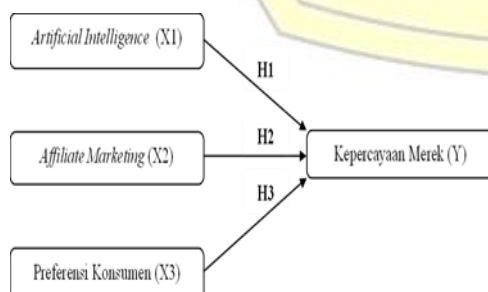 Artificial Intelligence (X1)
H1
Affiliate Marketing (X2)
H2
Kepercayaan Merek (Y)
H3
Preferensi Konsumen (X3)